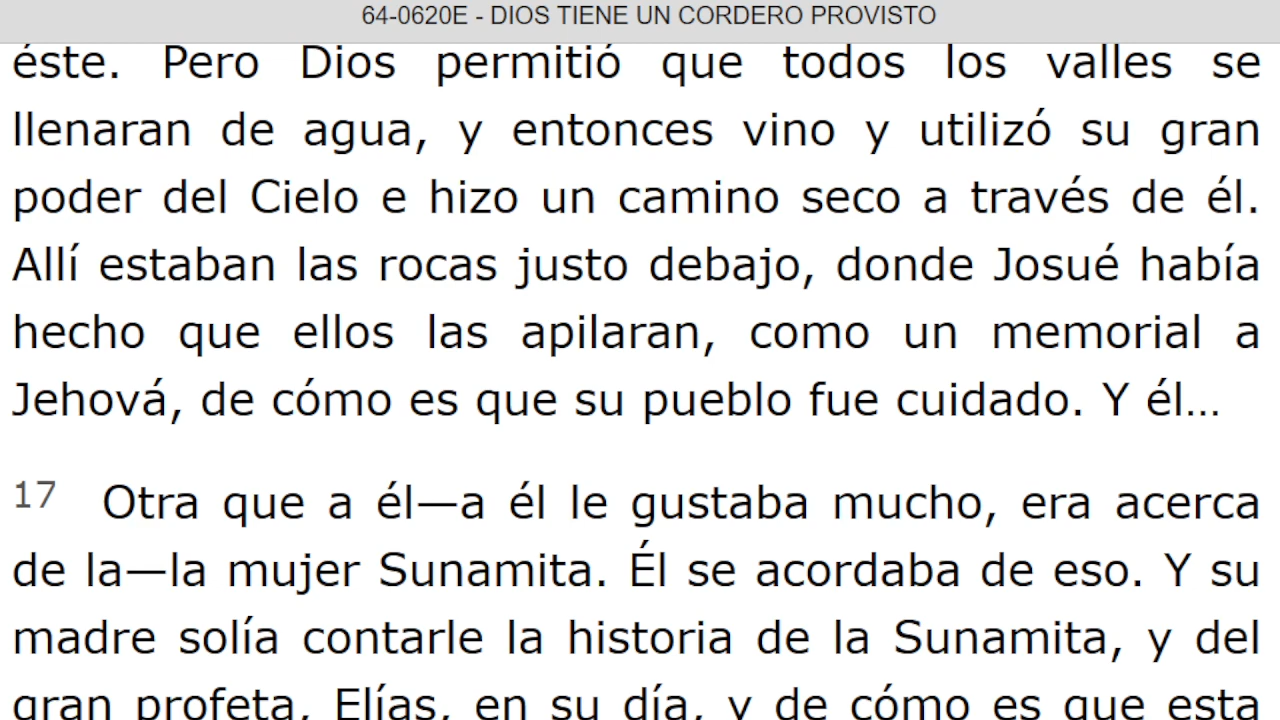 64-0620E - DIOS TIENE UN CORDERO PROVISTO
éste. Pero Dios permitió que todos los valles se
llenaran de agua, y entonces vino y utilizó su gran
poder del Cielo e hizo un camino seco a través de él.
Allí estaban las rocas justo debajo, donde Josué había
hecho que ellos las apilaran, como un memorial a
Jehová, de cómo es que su pueblo fue cuidado. Y él...
17 Otra que a él—a él le gustaba mucho, era acerca
de la—la mujer Sunamita. Él se acordaba de eso. Y su
madre solía contarle la historia de la Sunamita, y del
gran profeta, Elías, en su día, y de cómo es que esta